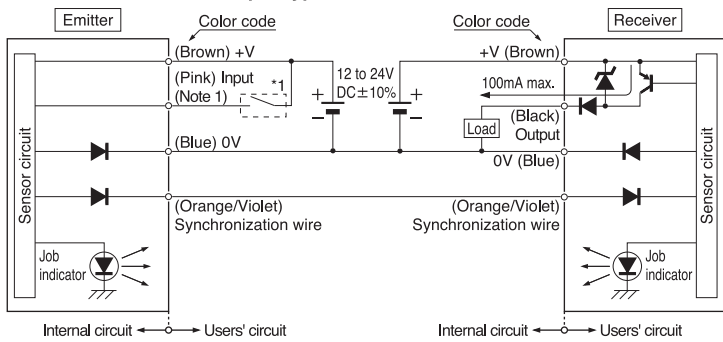 Emitter
Color code
Color code
Receiver
(Brown) +V
+V (Brown)
(Pink) Input
(Note 1)
*1
12 to 24V
DC±10%
+
−
+
−
100mA max.
Load
(Black)
Output
(Blue) 0V
0V (Blue)
Sensor circuit
Sensor circuit
(Orange/Violet)
Synchronization wire
(Orange/Violet)
Synchronization wire
Job
indicator
Job
indicator
Internal circuit
Users' circuit
Internal circuit
Users' circuit